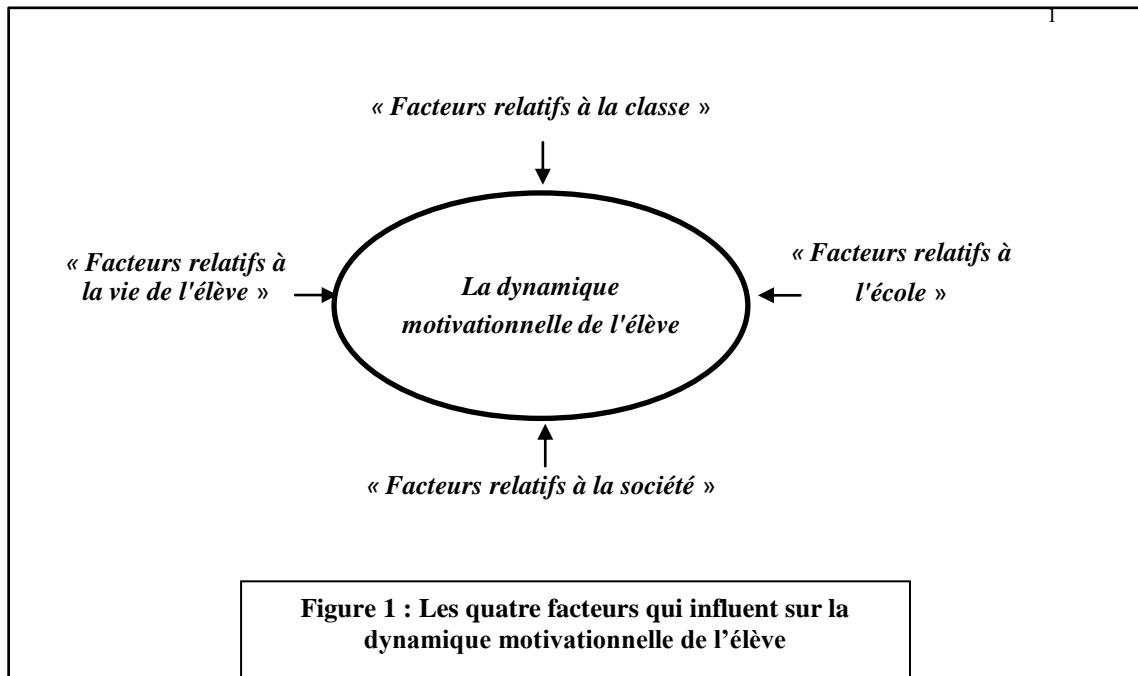 1
« Facteurs relatifs à la classe »
« Facteurs relatifs à
la vie de l'élève »
La dynamique
motivationnelle de l'élève
« Facteurs relatifs à
l'école »
« Facteurs relatifs à la société »
Figure 1 : Les quatre facteurs qui influent sur la
dynamique motivationnelle de l’élève